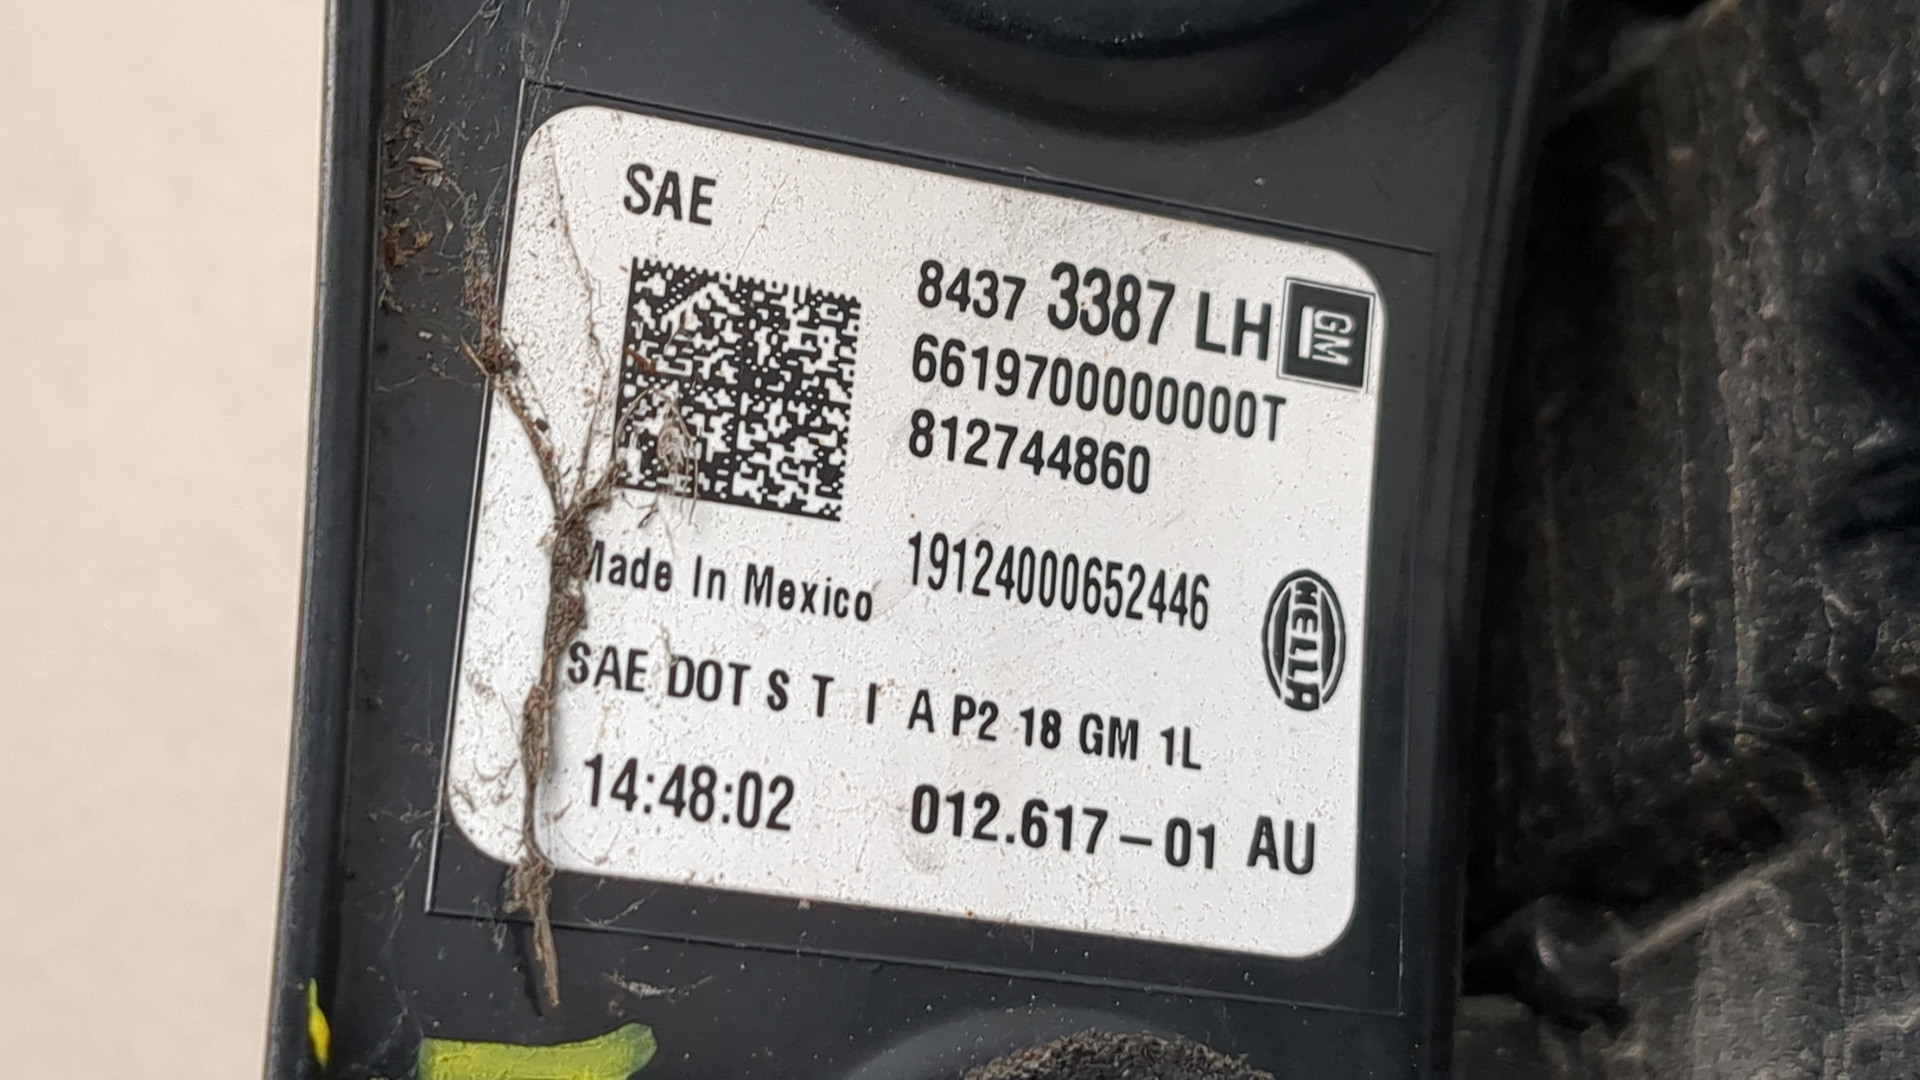 SAE
8437 3387 LH GM
6619700000000T
812744860
Made In Mexico 19124000652446
HELLA
SAE DOT S T I A P2 18 GM 1L
14:48:02 012.617-01 AU